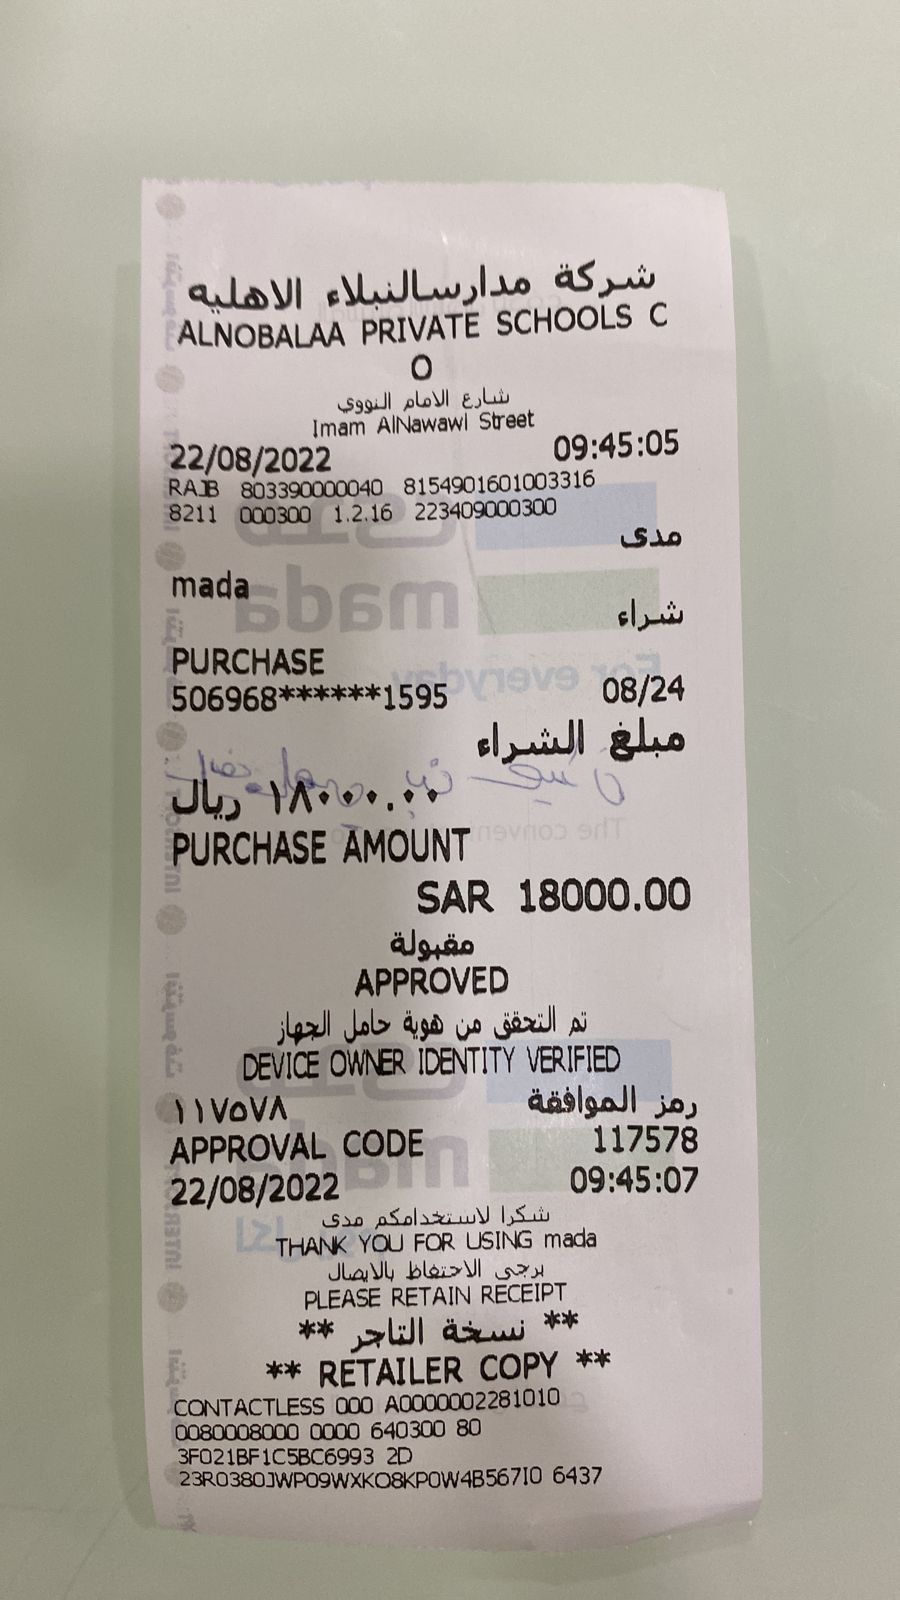 شركة مدارسالنبلاء الاهليه
ALNOBALAA PRIVATE SCHOOLS C
O
شارع الامام النووي
Imam AlNawawi Street
22/08/2022 09:45:05
RAJB 803390000040 8154901601003316
8211 000300 1.2.16 223409000300
مدى
mada
شراء
PURCHASE
506968******1595 08/24
مبلغ الشراء
١٨٠٠٠.٠٠ ريال
PURCHASE AMOUNT
SAR 18000.00
مقبولة
APPROVED
تم التحقق من هوية حامل الجهاز
DEVICE OWNER IDENTITY VERIFIED
رمز الموافقة ١١٧٥٧٨
APPROVAL CODE 117578
22/08/2022 09:45:07
شكرا لاستخدامكم مدى
THANK YOU FOR USING mada
يرجى الاحتفاظ بالايصال
PLEASE RETAIN RECEIPT
** نسخة التاجر **
** RETAILER COPY **
CONTACTLESS 000 A0000002281010
0080008000 0000 640300 80
3F021BF1C5BC6993 2D
23R0380JWP09WXKO8KP0W4B567I0 6437